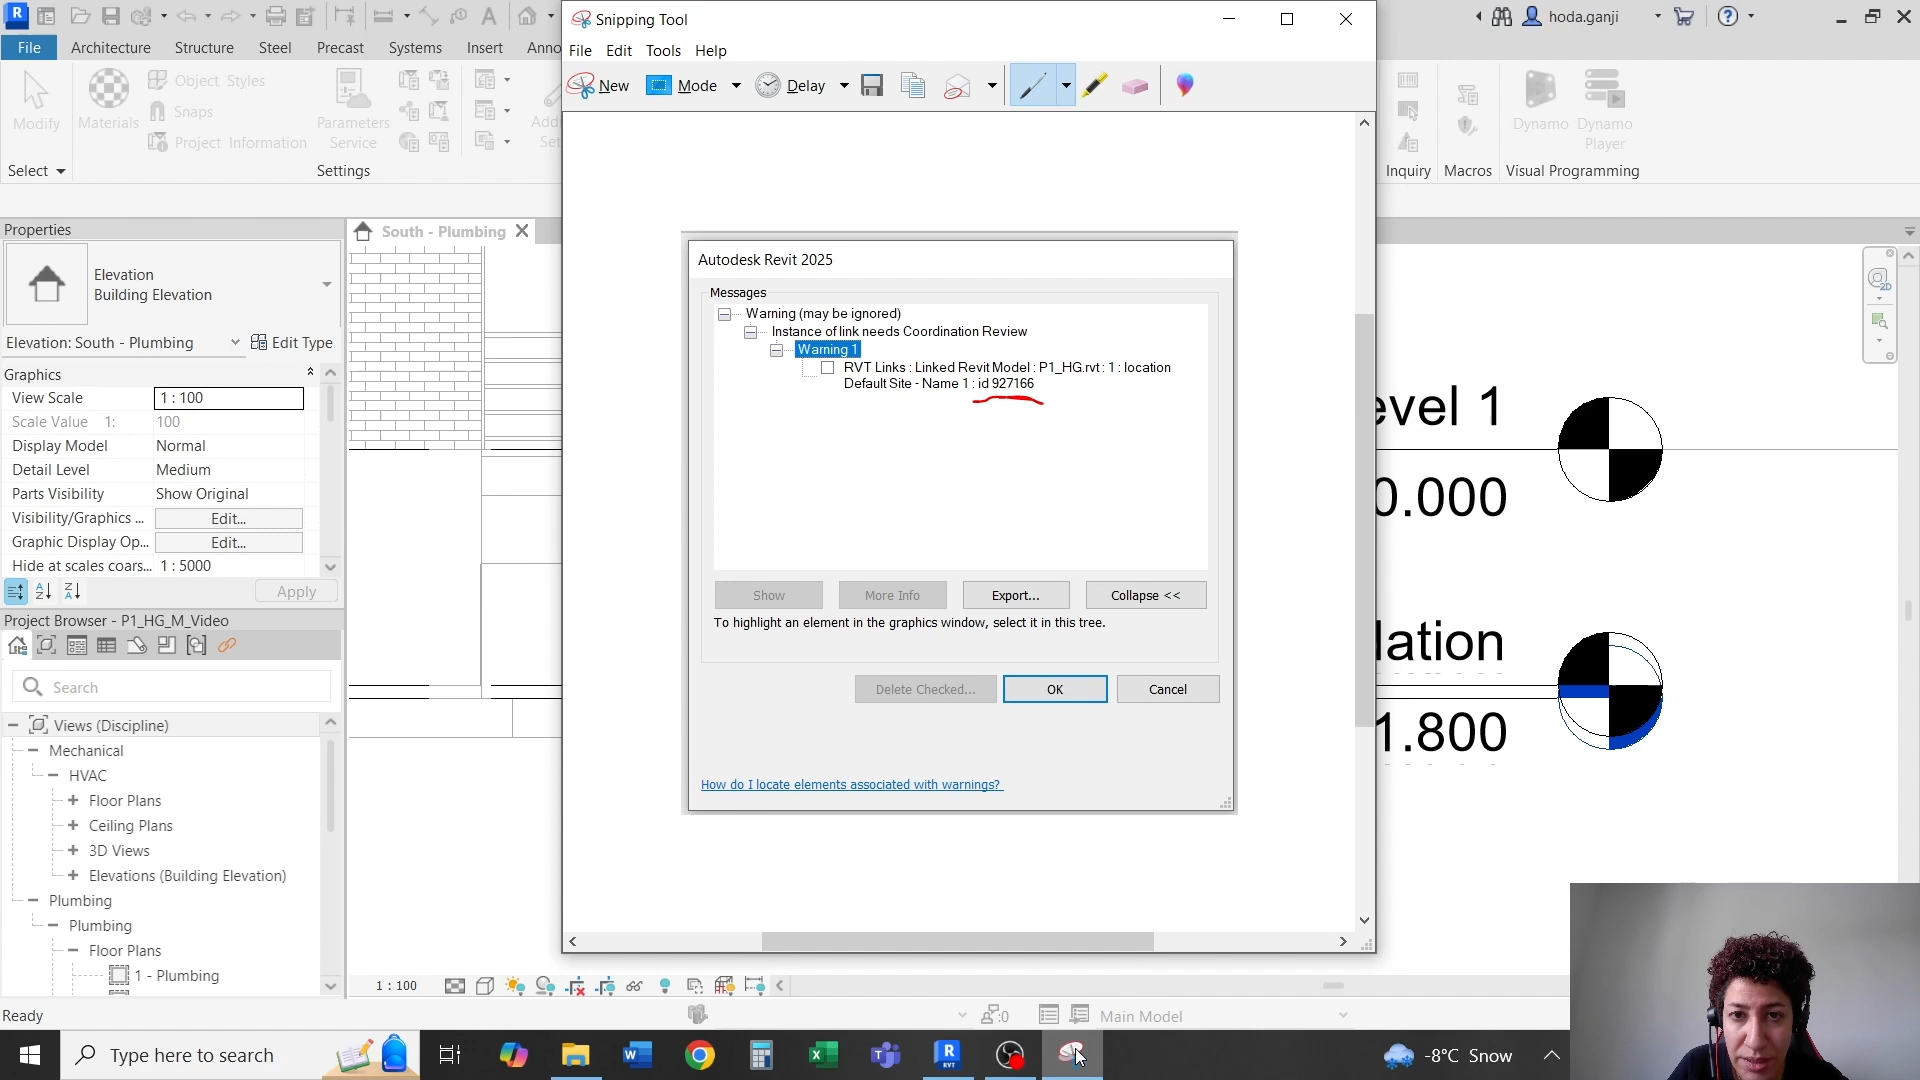 Snipping Tool
hoda.ganji
File Edit Tools Help
File Architecture Structure Steel Precast Systems Insert Anno
New Mode Delay
Modify
Materials
Object Styles
Snaps
Project Information
Parameters
Service
Add
Set
Dynamo Dynamo
Player
Select Settings Inquiry Macros Visual Programming
Properties
South - Plumbing
Elevation
Building Elevation
Elevation: South - Plumbing Edit Type
Graphics
View Scale 1 : 100
Scale Value 1: 100
Display Model Normal
Detail Level Medium
Parts Visibility Show Original
Visibility/Graphics ... Edit...
Graphic Display Op... Edit...
Hide at scales coars... 1 : 5000
Apply
Autodesk Revit 2025
Messages
Warning (may be ignored)
Instance of link needs Coordination Review
Warning 1
RVT Links : Linked Revit Model : P1_HG.rvt : 1 : location
Default Site - Name 1 : id 927166
Show More Info Export... Collapse <<
To highlight an element in the graphics window, select it in this tree.
Delete Checked... OK Cancel
How do I locate elements associated with warnings?
evel 1
0.000
lation
1.800
2D
Project Browser - P1_HG_M_Video
Search
Views (Discipline)
Mechanical
HVAC
Floor Plans
Ceiling Plans
3D Views
Elevations (Building Elevation)
Plumbing
Plumbing
Floor Plans
1 - Plumbing
1 : 100
Ready
:0
Main Model
Type here to search
-8°C Snow